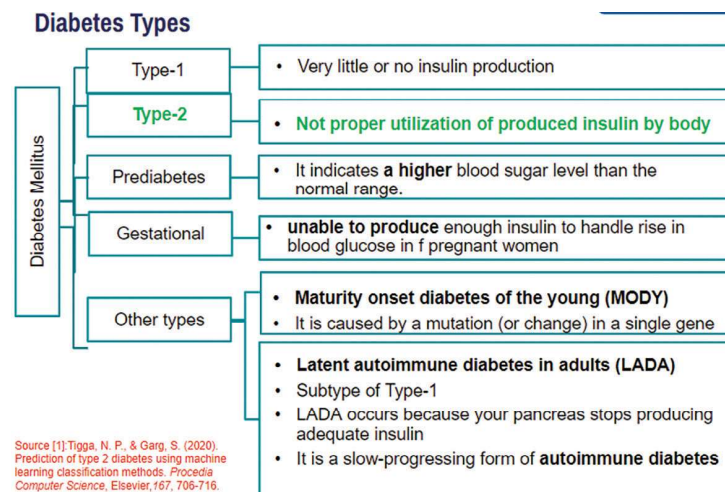 Diabetes Types
Diabetes Mellitus
Type-1
• Very little or no insulin production
Type-2
• Not proper utilization of produced insulin by body
Prediabetes
• It indicates a higher blood sugar level than the
normal range.
Gestational
• unable to produce enough insulin to handle rise in
blood glucose in f pregnant women
Other types
• Maturity onset diabetes of the young (MODY)
• It is caused by a mutation (or change) in a single gene
• Latent autoimmune diabetes in adults (LADA)
• Subtype of Type-1
• LADA occurs because your pancreas stops producing
adequate insulin
• It is a slow-progressing form of autoimmune diabetes
Source [1]:Tigga, N. P., & Garg, S. (2020).
Prediction of type 2 diabetes using machine
learning classification methods. Procedia
Computer Science, Elsevier,167, 706-716.